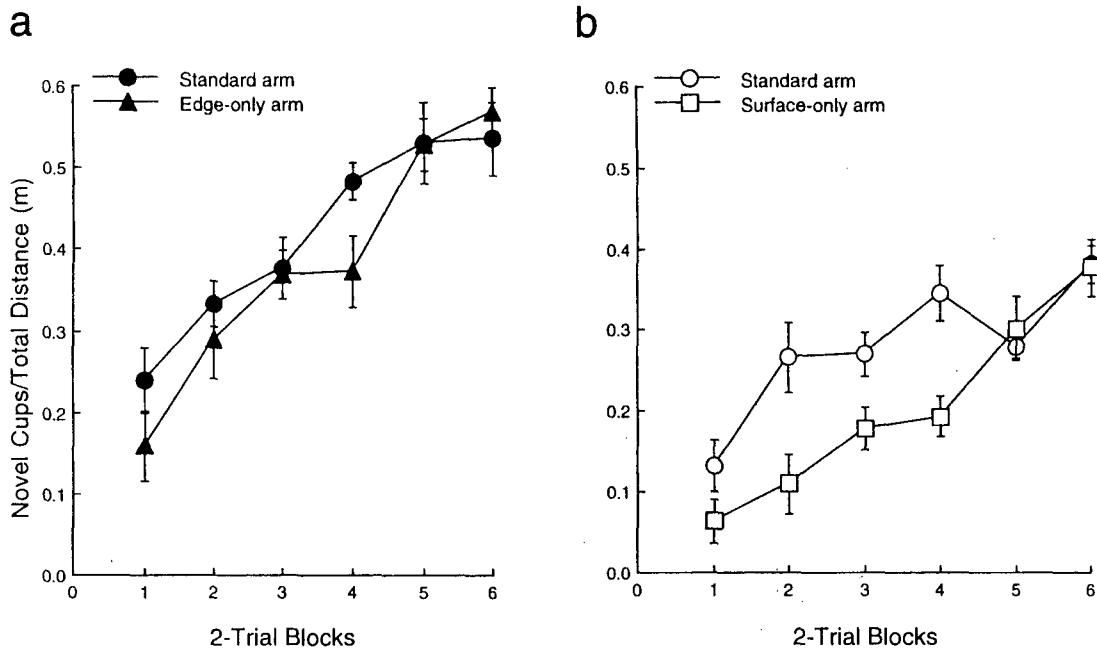 a
Standard arm
Edge-only arm
0.6
0.5
0.4
0.3
0.2
0.1
0.0
Novel Cups/Total Distance (m)
0 1 2 3 4 5 6
2-Trial Blocks
b
Standard arm
Surface-only arm
0.6
0.5
0.4
0.3
0.2
0.1
0.0
0 1 2 3 4 5 6
2-Trial Blocks